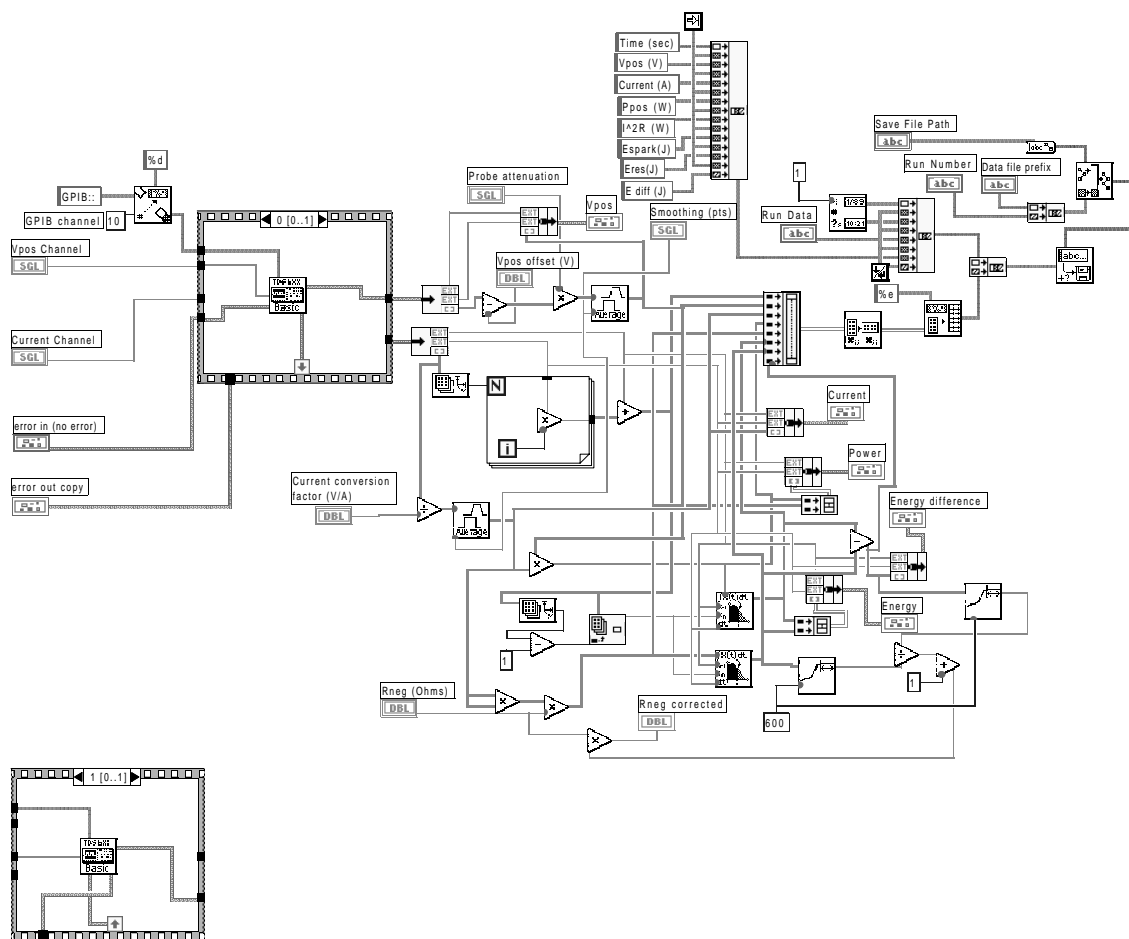 Time (sec)
Vpos (V)
Current (A)
Ppos (W)
I^2R (W)
Espark(J)
Eres(J)
E diff (J)
Save File Path
abc
Run Number
abc
Data file prefix
abc
%d
GPIB::
GPIB channel
10
Probe attenuation
SGL
Vpos
Smoothing (pts)
SGL
1
Run Data
abc
0 [0..1]
Vpos Channel
SGL
Vpos offset (V)
DBL
Basic
Average
%e
Current Channel
SGL
N
i
Current
error in (no error)
Power
error out copy
Current conversion
factor (V/A)
DBL
Average
Energy difference
Energy
1
1
Rneg (Ohms)
DBL
Rneg corrected
DBL
600
1 [0..1]
Basic